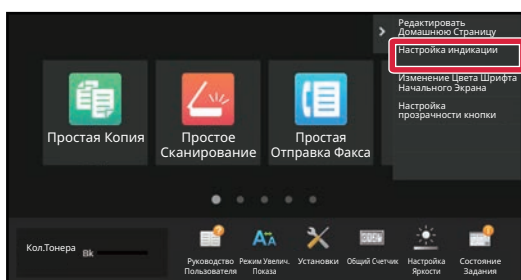 Редактировать
Домашнюю Страницу
Настройка индикации
Изменение Цвета Шрифта
Начального Экрана
Настройка
прозрачности кнопки
Простая Копия
Простое
Сканирование
Простая
Отправка Факса
Кол.Тонера
Bk
Руководство
Пользователя
Режим Увелич.
Показа
Установки
Общий Счетчик
Настройка
Яркости
Состояние
Задания